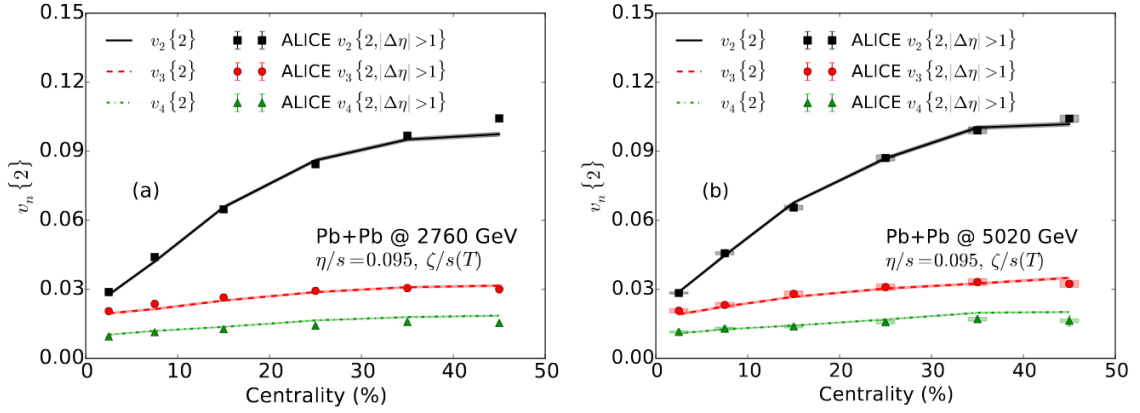 0.15
0.12
0.09
0.06
0.03
0.00
v_n{2}
v_2{2} ALICE v_2{2,|Δη|>1}
v_3{2} ALICE v_3{2,|Δη|>1}
v_4{2} ALICE v_4{2,|Δη|>1}
(a)
Pb+Pb @ 2760 GeV
η/s=0.095, ζ/s(T)
0 10 20 30 40 50
Centrality (%)
0.15
0.12
0.09
0.06
0.03
0.00
v_n{2}
v_2{2} ALICE v_2{2,|Δη|>1}
v_3{2} ALICE v_3{2,|Δη|>1}
v_4{2} ALICE v_4{2,|Δη|>1}
(b)
Pb+Pb @ 5020 GeV
η/s=0.095, ζ/s(T)
0 10 20 30 40 50
Centrality (%)